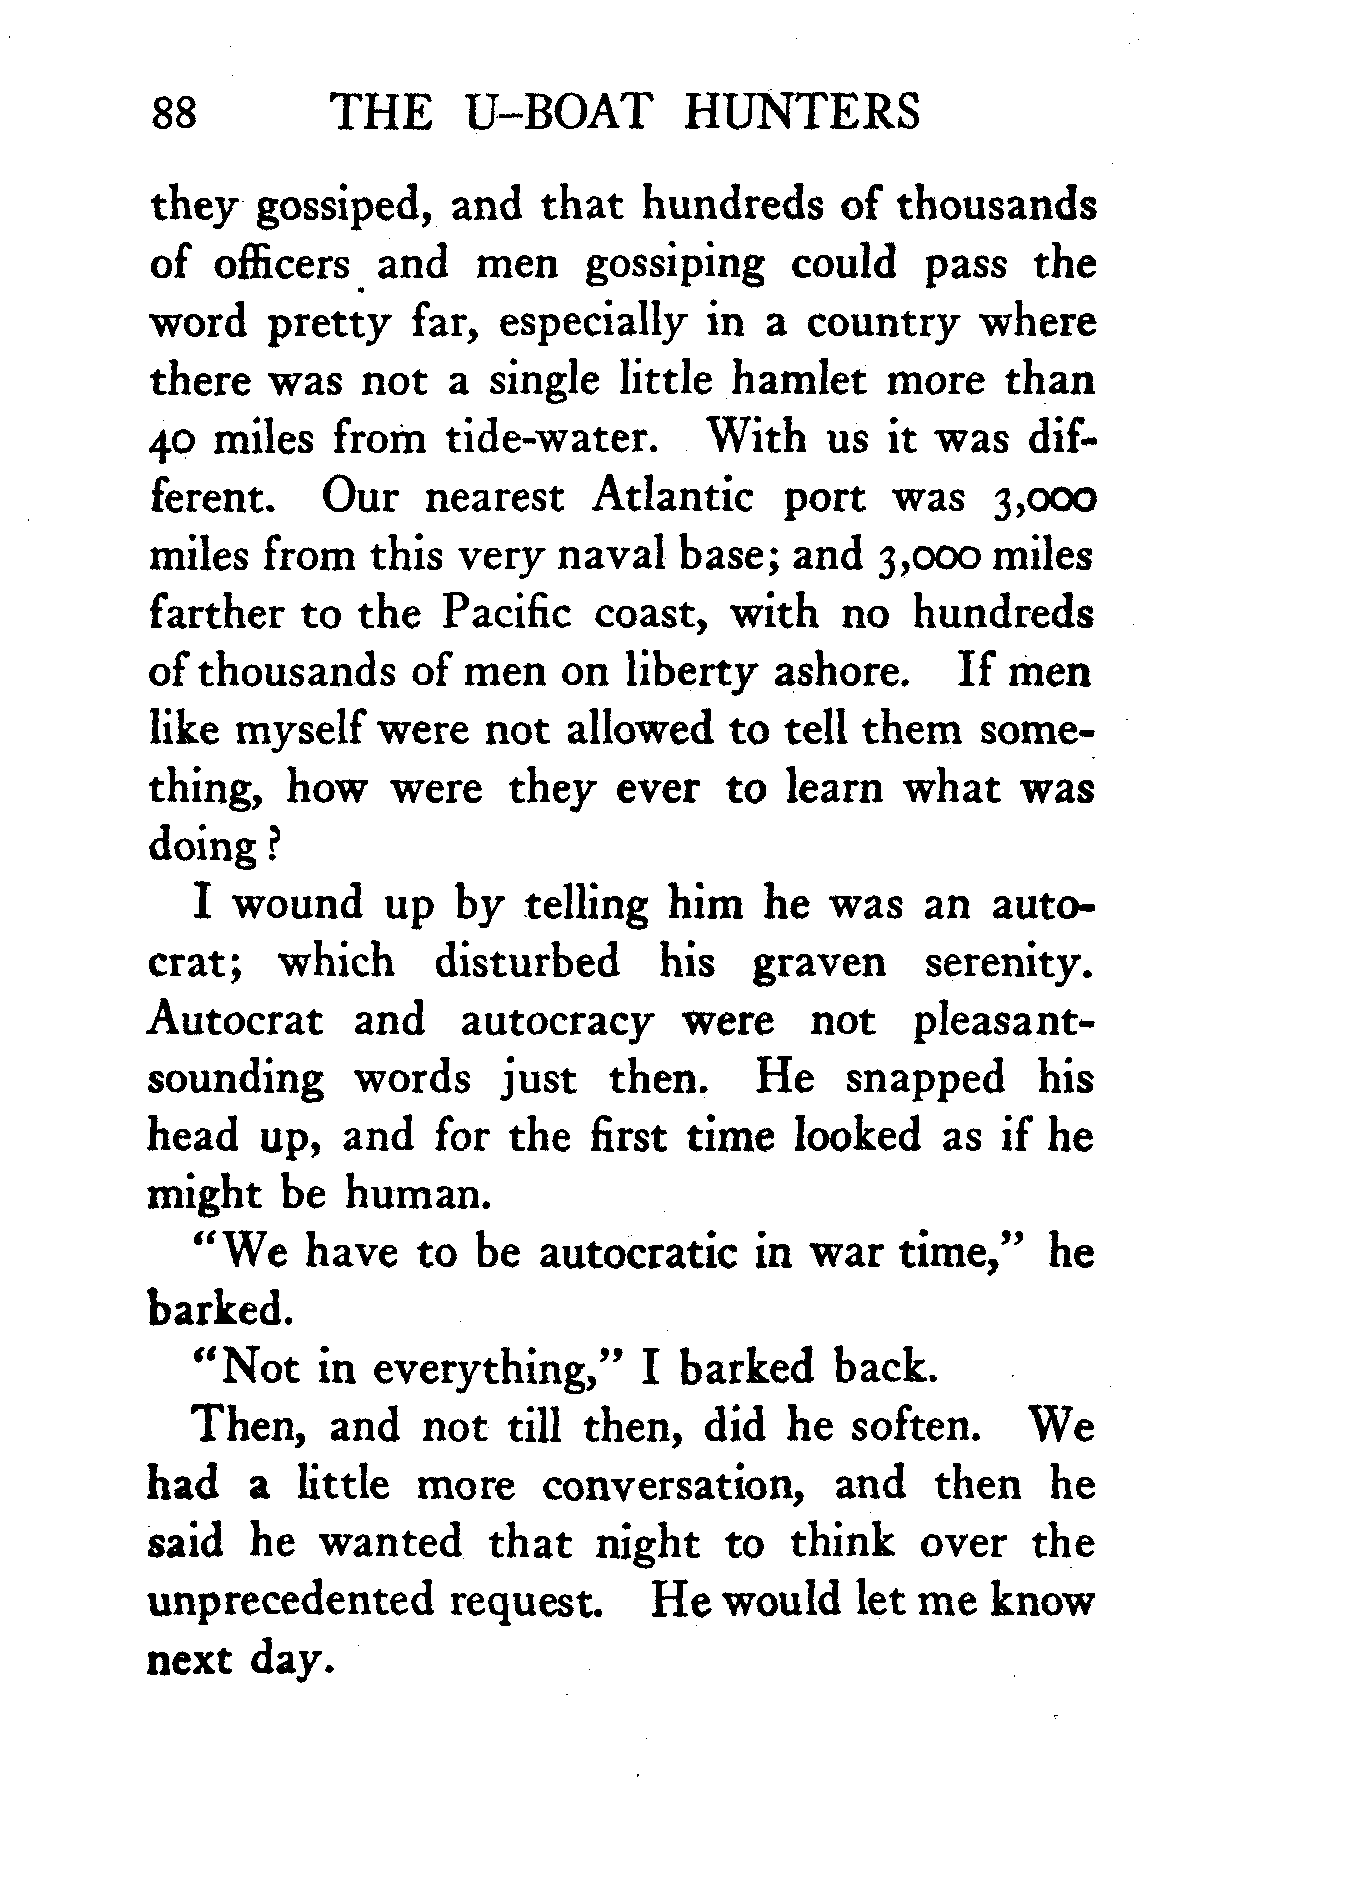 88 THE U-BOAT HUNTERS
they gossiped, and that hundreds of thousands
of officers and men gossiping could pass the
word pretty far, especially in a country where
there was not a single little hamlet more than
40 miles from tide-water. With us it was dif-
ferent. Our nearest Atlantic port was 3,000
miles from this very naval base; and 3,000 miles
farther to the Pacific coast, with no hundreds
of thousands of men on liberty ashore. If men
like myself were not allowed to tell them some-
thing, how were they ever to learn what was
doing?
I wound up by telling him he was an auto-
crat; which disturbed his graven serenity.
Autocrat and autocracy were not pleasant-
sounding words just then. He snapped his
head up, and for the first time looked as if he
might be human.
"We have to be autocratic in war time," he
barked.
"Not in everything," I barked back.
Then, and not till then, did he soften. We
had a little more conversation, and then he
said he wanted that night to think over the
unprecedented request. He would let me know
next day.